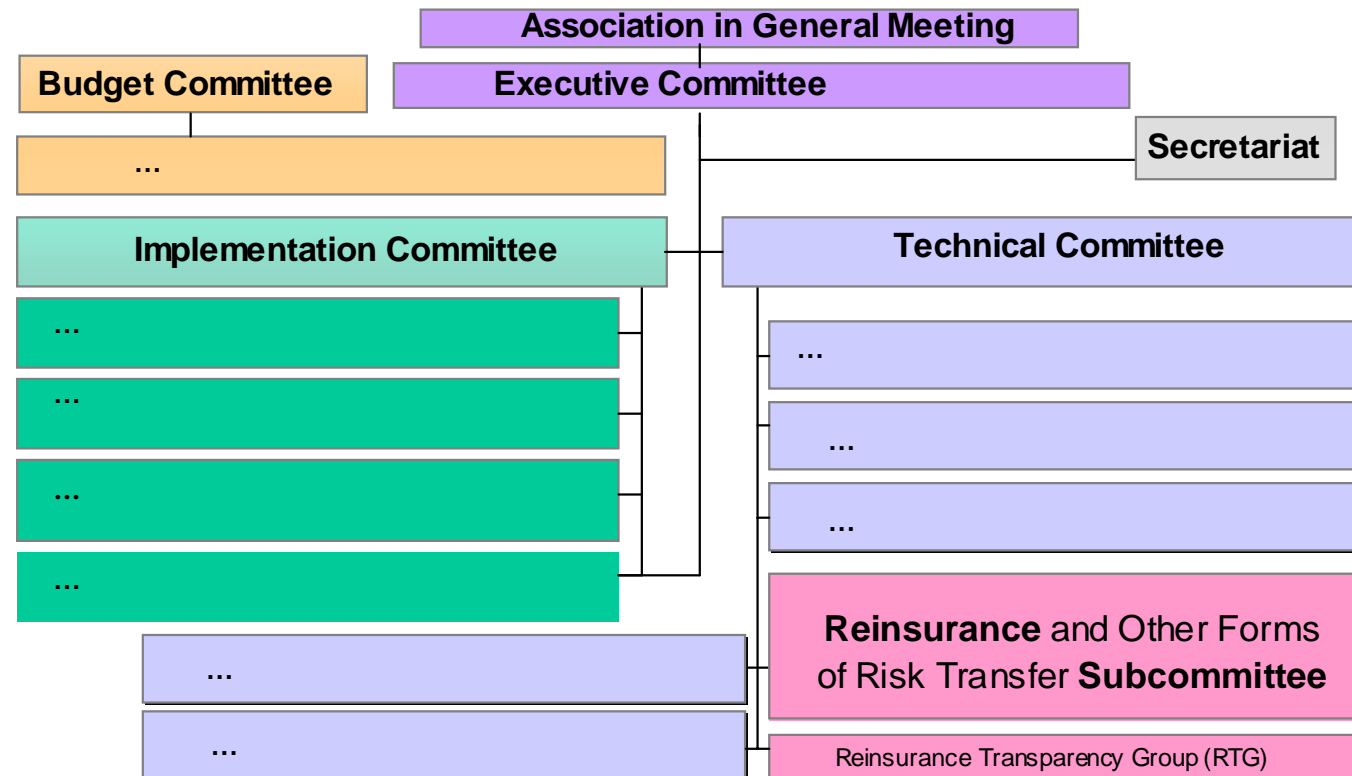 Association in General Meeting
Budget Committee
Executive Committee
...
Secretariat
Implementation Committee
Technical Committee
...
...
...
...
...
...
...
Reinsurance and Other Forms
of Risk Transfer Subcommittee
...
...
Reinsurance Transparency Group (RTG)